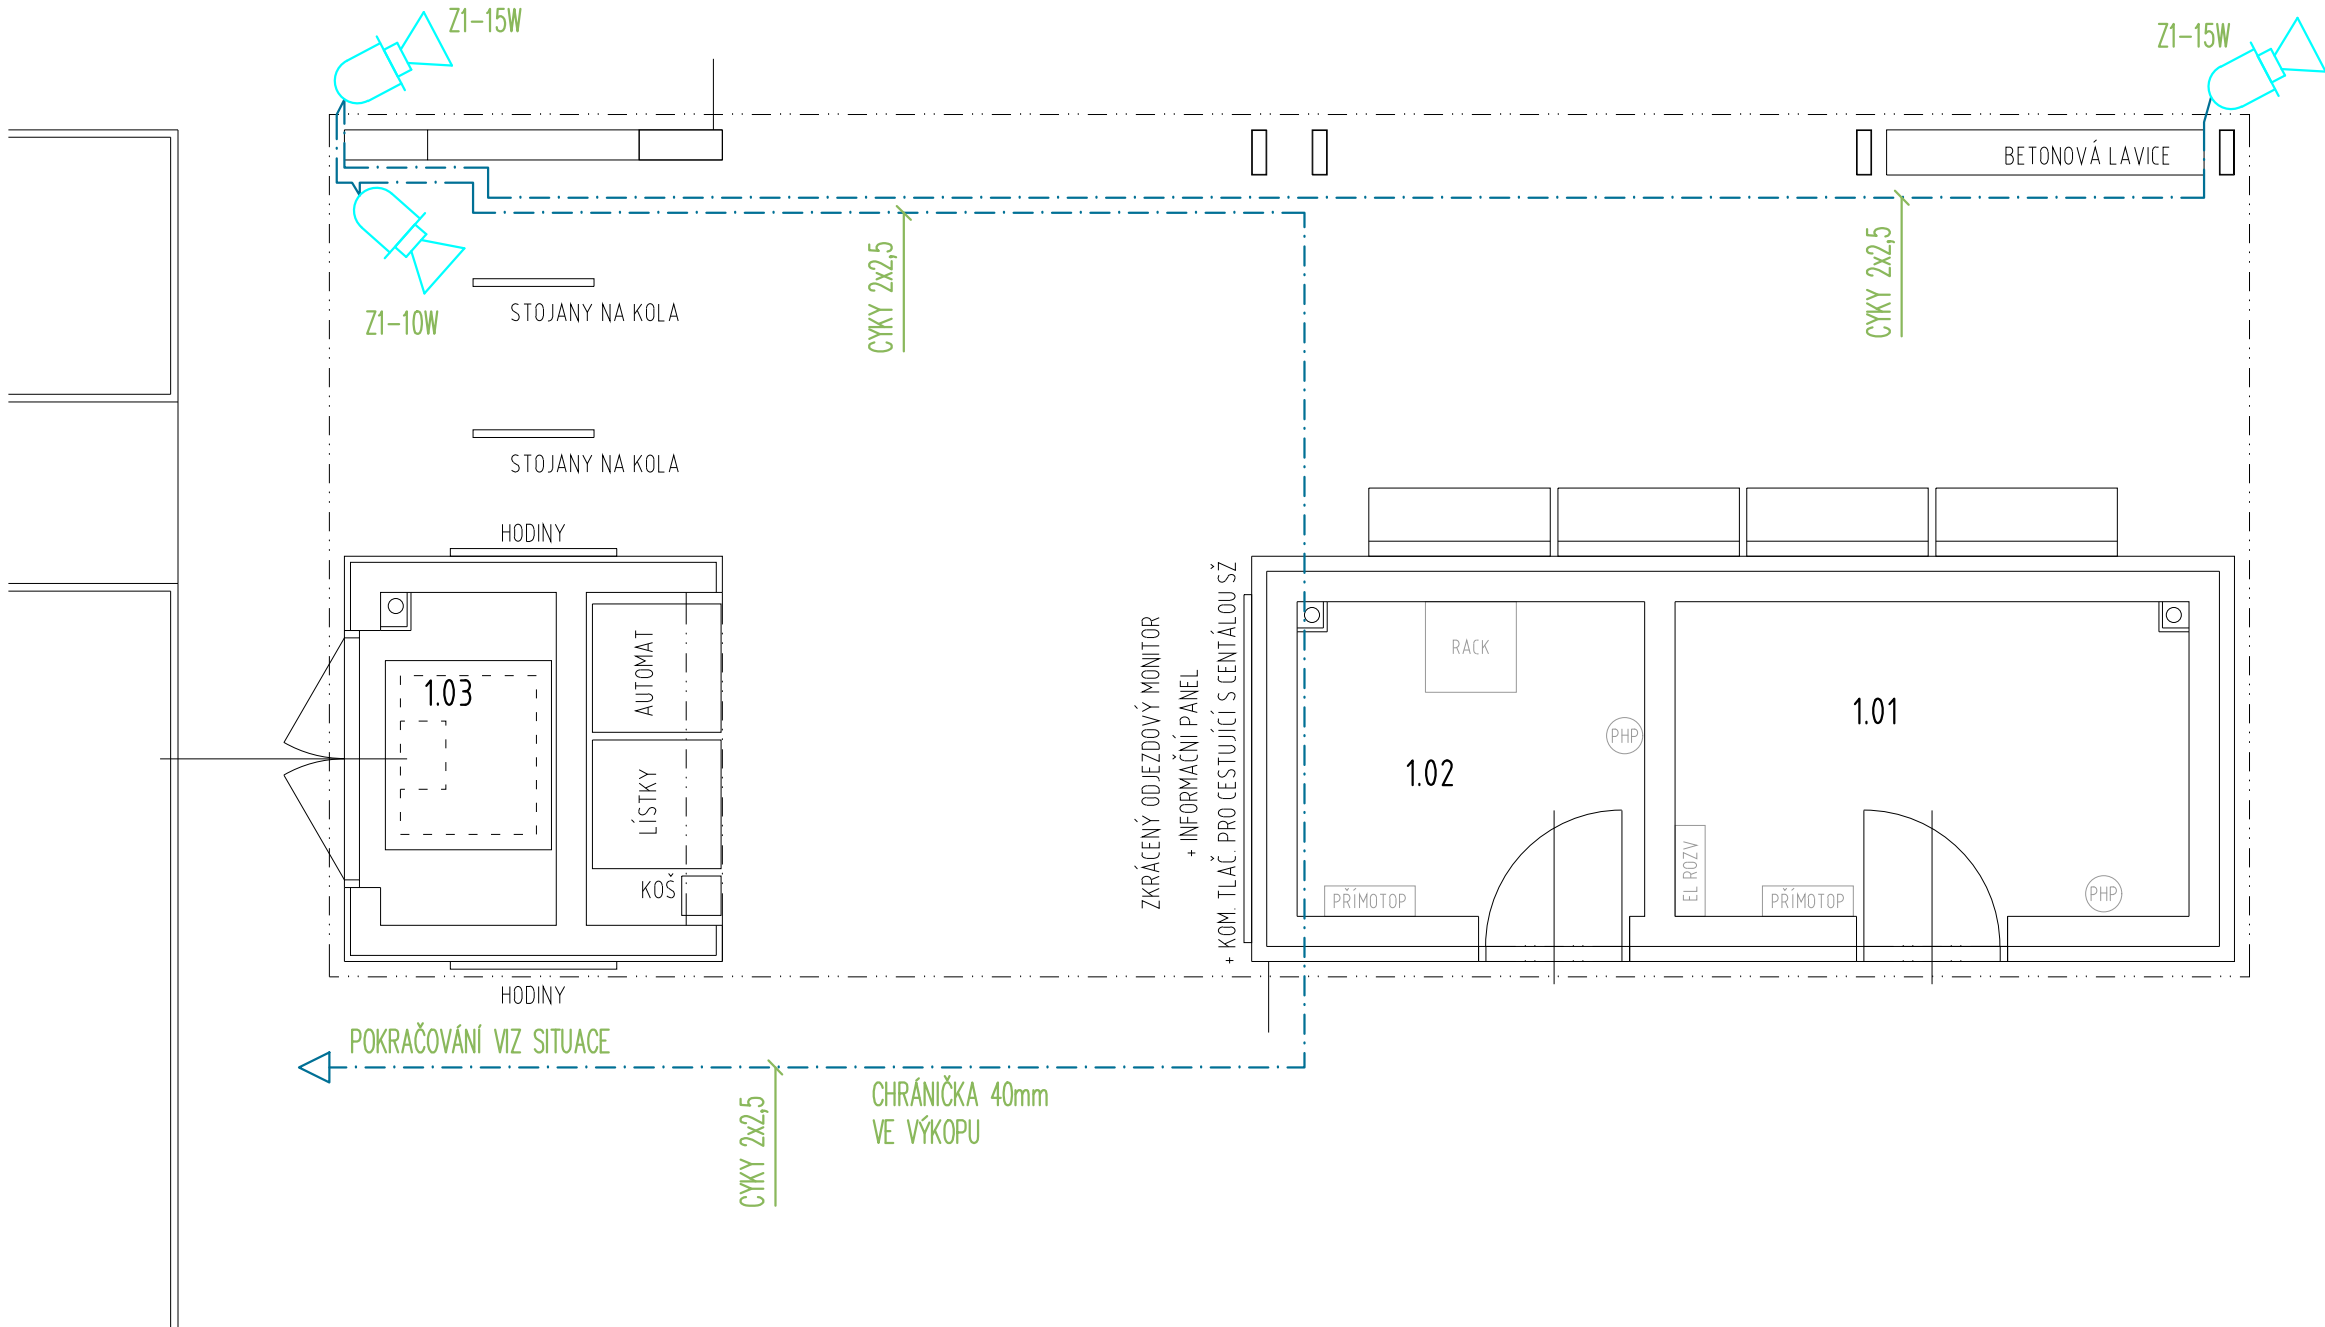 Z1-15W
Z1-15W
BETONOVÁ LAVICE
CYKY 2x2,5
CYKY 2x2,5
Z1-10W
STOJANY NA KOLA
STOJANY NA KOLA
HODINY
AUTOMAT
1.03
LÍSTKY
KOŠ
HODINY
ZKRÁCENÝ ODJEZDOVÝ MONITOR
+ INFORMAČNÍ PANEL
+ KOM. TLAČ. PRO CESTUJÍCÍ S CENTÁLOU SŽ
RACK
PHP
1.02
1.01
PŘÍMOTOP
EL ROZV
PŘÍMOTOP
PHP
POKRAČOVÁNÍ VIZ SITUACE
CYKY 2x2,5
CHRÁNIČKA 40mm
VE VÝKOPU